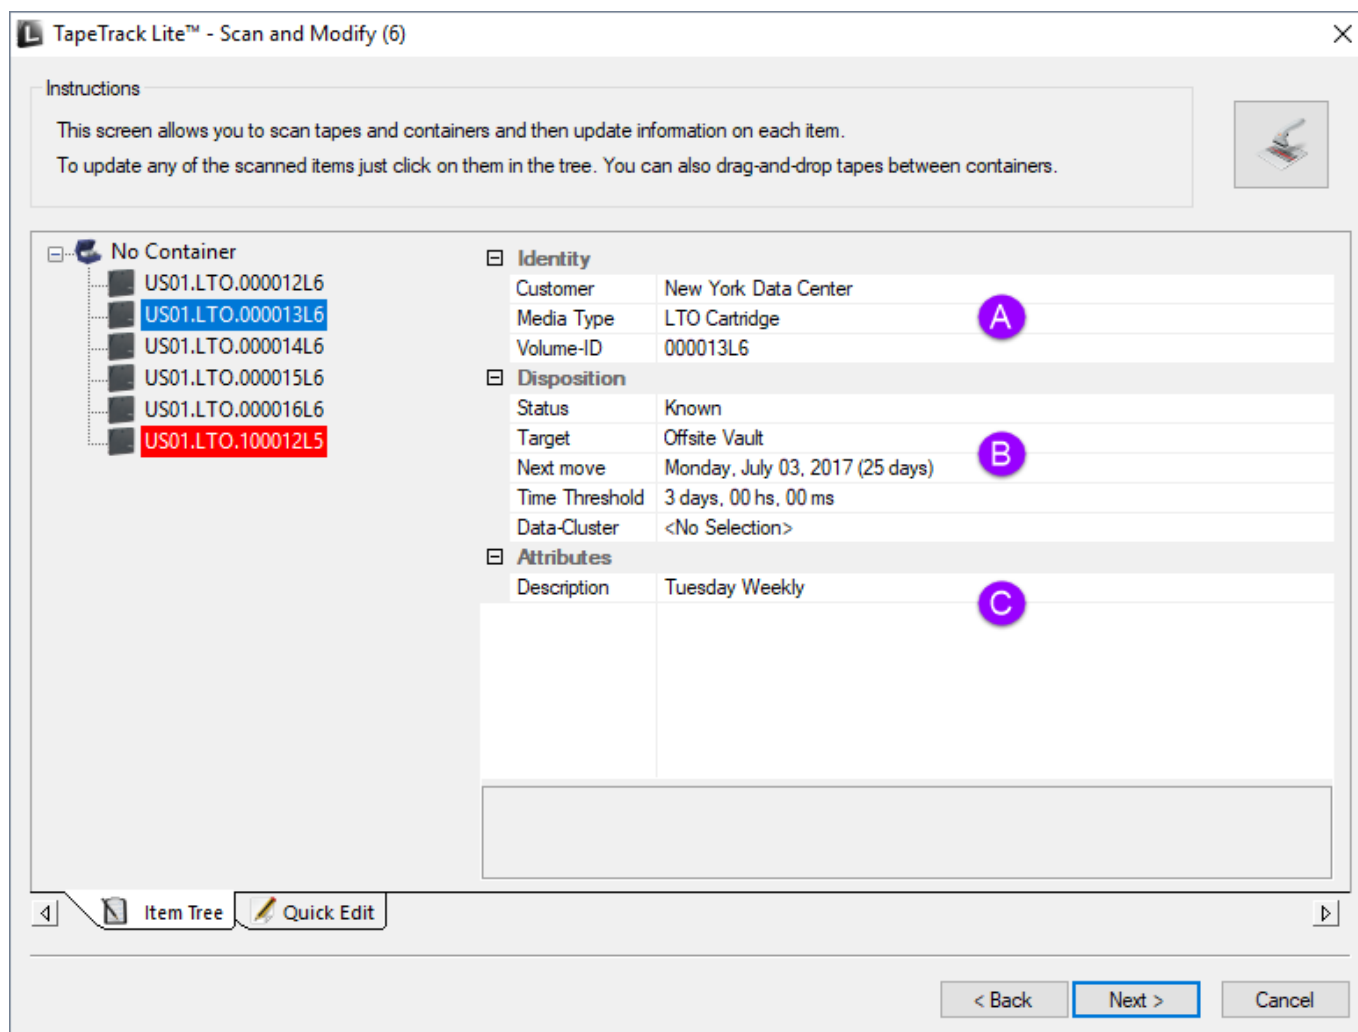 TapeTrack Lite™ - Scan and Modify (6)
Instructions
This screen allows you to scan tapes and containers and then update information on each item.
To update any of the scanned items just click on them in the tree. You can also drag-and-drop tapes between containers.
No Container
US01.LTO.000012L6
US01.LTO.000013L6
US01.LTO.000014L6
US01.LTO.000015L6
US01.LTO.000016L6
US01.LTO.100012L5
Identity
Customer New York Data Center
Media Type LTO Cartridge
Volume-ID 000013L6
A
Disposition
Status Known
Target Offsite Vault
Next move Monday, July 03, 2017 (25 days)
Time Threshold 3 days, 00 hs, 00 ms
Data-Cluster <No Selection>
B
Attributes
Description Tuesday Weekly
C
Item Tree Quick Edit
< Back Next > Cancel